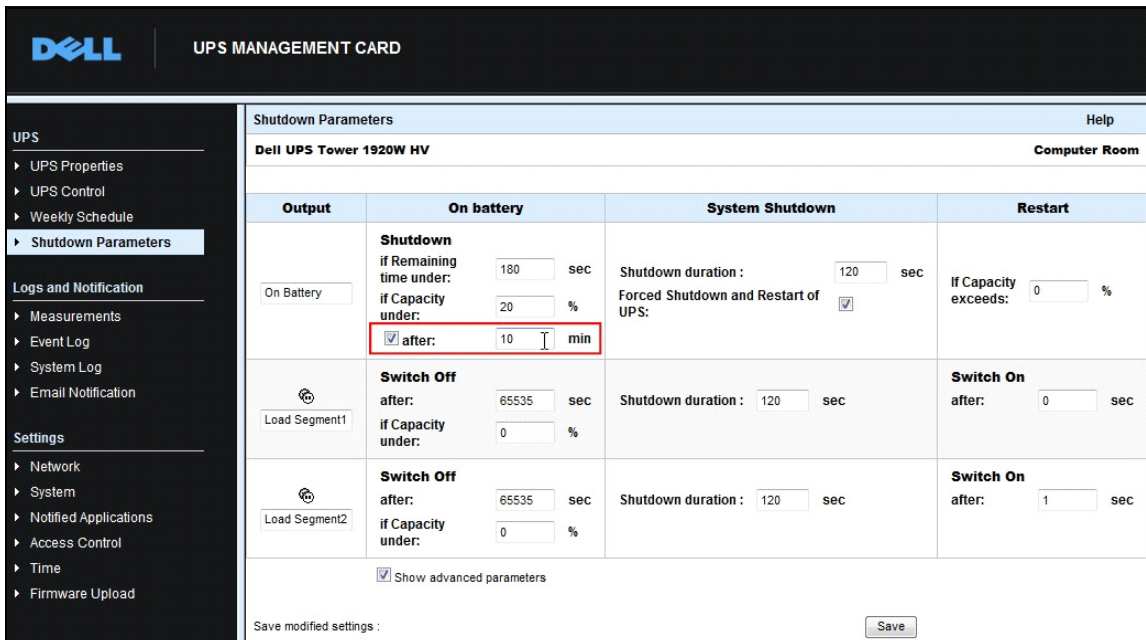 DELL
UPS MANAGEMENT CARD
UPS
UPS Properties
UPS Control
Weekly Schedule
Shutdown Parameters
Logs and Notification
Measurements
Event Log
System Log
Email Notification
Settings
Network
System
Notified Applications
Access Control
Time
Firmware Upload
Shutdown Parameters Help
Dell UPS Tower 1920W HV Computer Room
Output On battery System Shutdown Restart
On Battery
Shutdown
if Remaining
time under: 180 sec
if Capacity
under: 20 %
after: 10 min
Shutdown duration : 120 sec
Forced Shutdown and Restart of
UPS:
If Capacity
exceeds: 0 %
Load Segment1
Switch Off
after: 65535 sec
if Capacity
under: 0 %
Shutdown duration : 120 sec
Switch On
after: 0 sec
Load Segment2
Switch Off
after: 65535 sec
if Capacity
under: 0 %
Shutdown duration : 120 sec
Switch On
after: 1 sec
Show advanced parameters
Save modified settings : Save